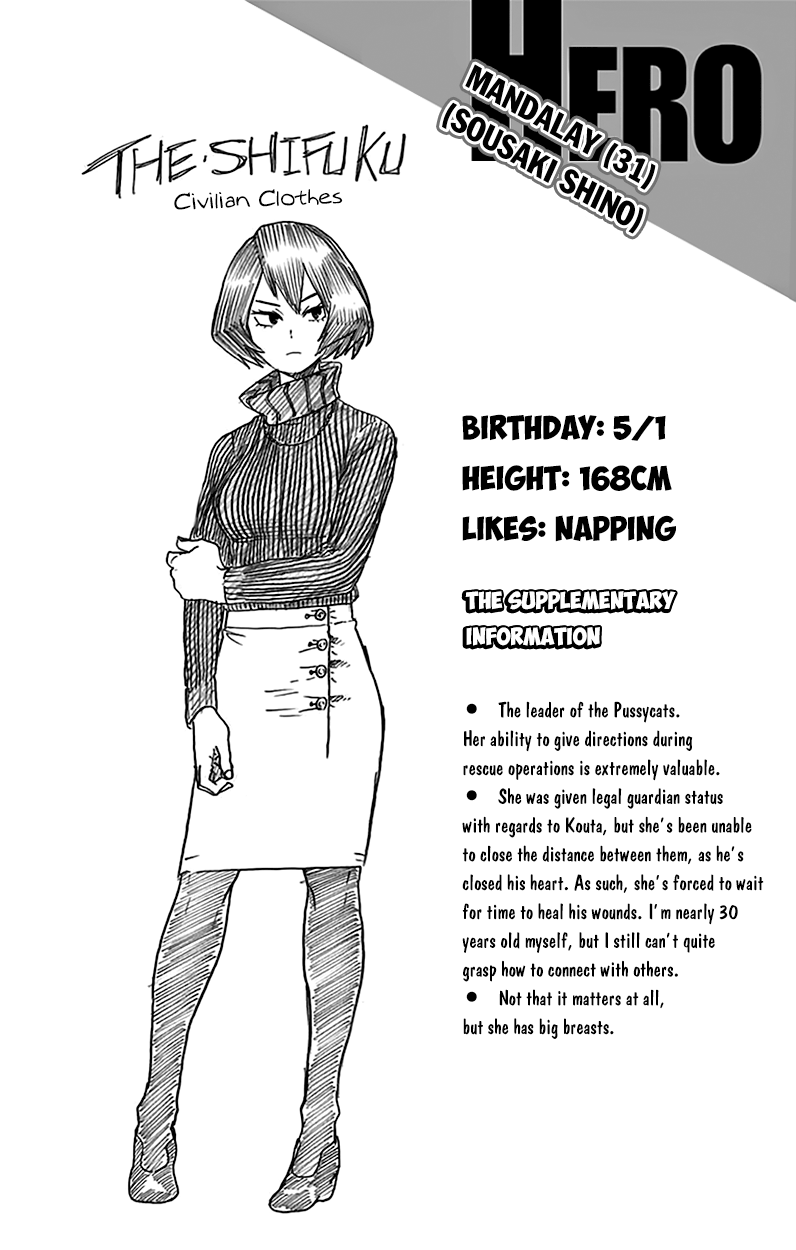 HERO
MANDALAY (31)
(SOUSAKI SHINO)
THE·SHIFUKU
Civilian Clothes
BIRTHDAY: 5/1
HEIGHT: 168CM
LIKES: NAPPING
THE SUPPLEMENTARY
INFORMATION
● The leader of the Pussycats.
Her ability to give directions during
rescue operations is extremely valuable.
● She was given legal guardian status
with regards to Kouta, but she's been unable
to close the distance between them, as he's
closed his heart. As such, she's forced to wait
for time to heal his wounds. I'm nearly 30
years old myself, but I still can't quite
grasp how to connect with others.
● Not that it matters at all,
but she has big breasts.